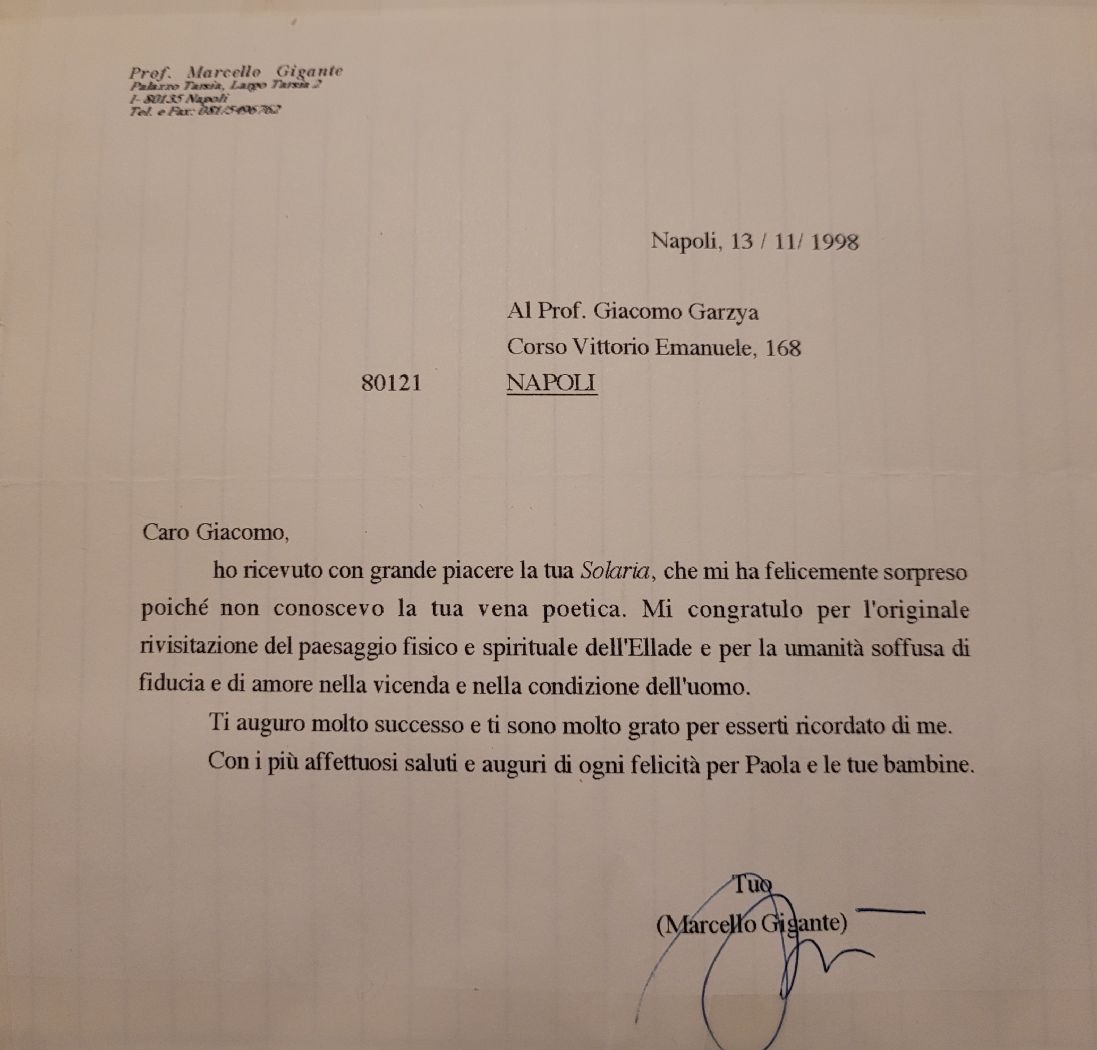 Prof. Marcello Gigante
Palazzo Tarsia, Largo Tarsia 2
I- 80135 Napoli
Tel. e Fax: 081/5496762
Napoli, 13 / 11/ 1998
Al Prof. Giacomo Garzya
Corso Vittorio Emanuele, 168
80121 NAPOLI
Caro Giacomo,
ho ricevuto con grande piacere la tua Solaria, che mi ha felicemente sorpreso
poiché non conoscevo la tua vena poetica. Mi congratulo per l'originale
rivisitazione del paesaggio fisico e spirituale dell'Ellade e per la umanità soffusa di
fiducia e di amore nella vicenda e nella condizione dell'uomo.
Ti auguro molto successo e ti sono molto grato per esserti ricordato di me.
Con i più affettuosi saluti e auguri di ogni felicità per Paola e le tue bambine.
Tuo
(Marcello Gigante)